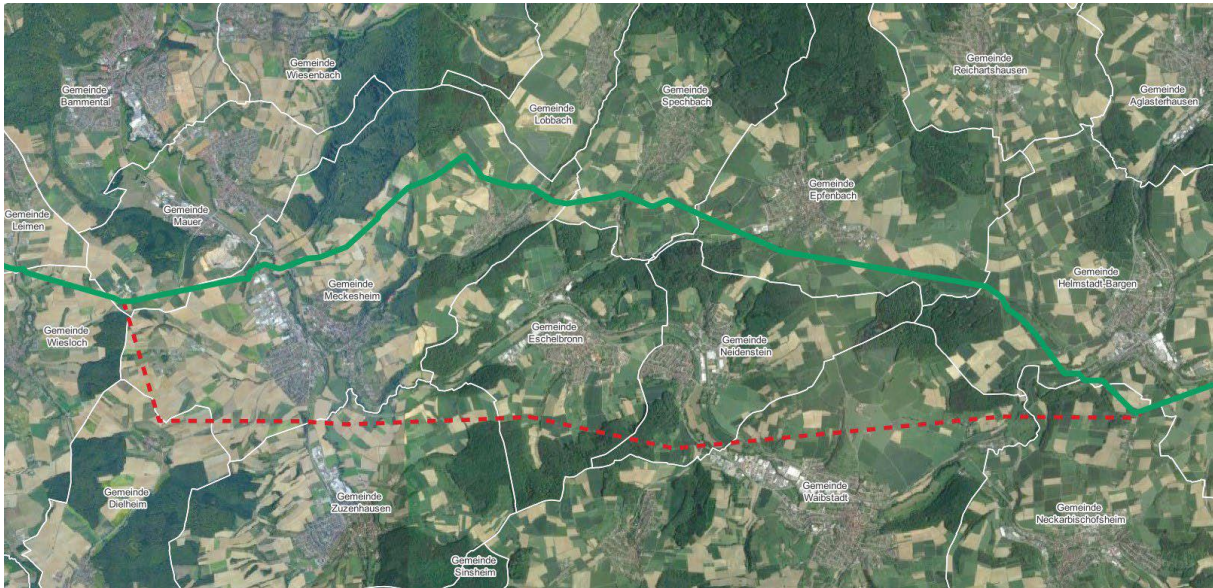 Gemeinde
Wiesenbach
Gemeinde
Bammental
Gemeinde
Lobbach
Gemeinde
Spechbach
Gemeinde
Reichartshausen
Gemeinde
Aglasterhausen
Gemeinde
Mauer
Gemeinde
Leimen
Gemeinde
Epfenbach
Gemeinde
Helmstadt-Bargen
Gemeinde
Meckesheim
Gemeinde
Wiesloch
Gemeinde
Eschelbronn
Gemeinde
Neidenstein
Gemeinde
Dielheim
Gemeinde
Zuzenhausen
Gemeinde
Waibstadt
Gemeinde
Neckarbischofsheim
Gemeinde
Sinsheim